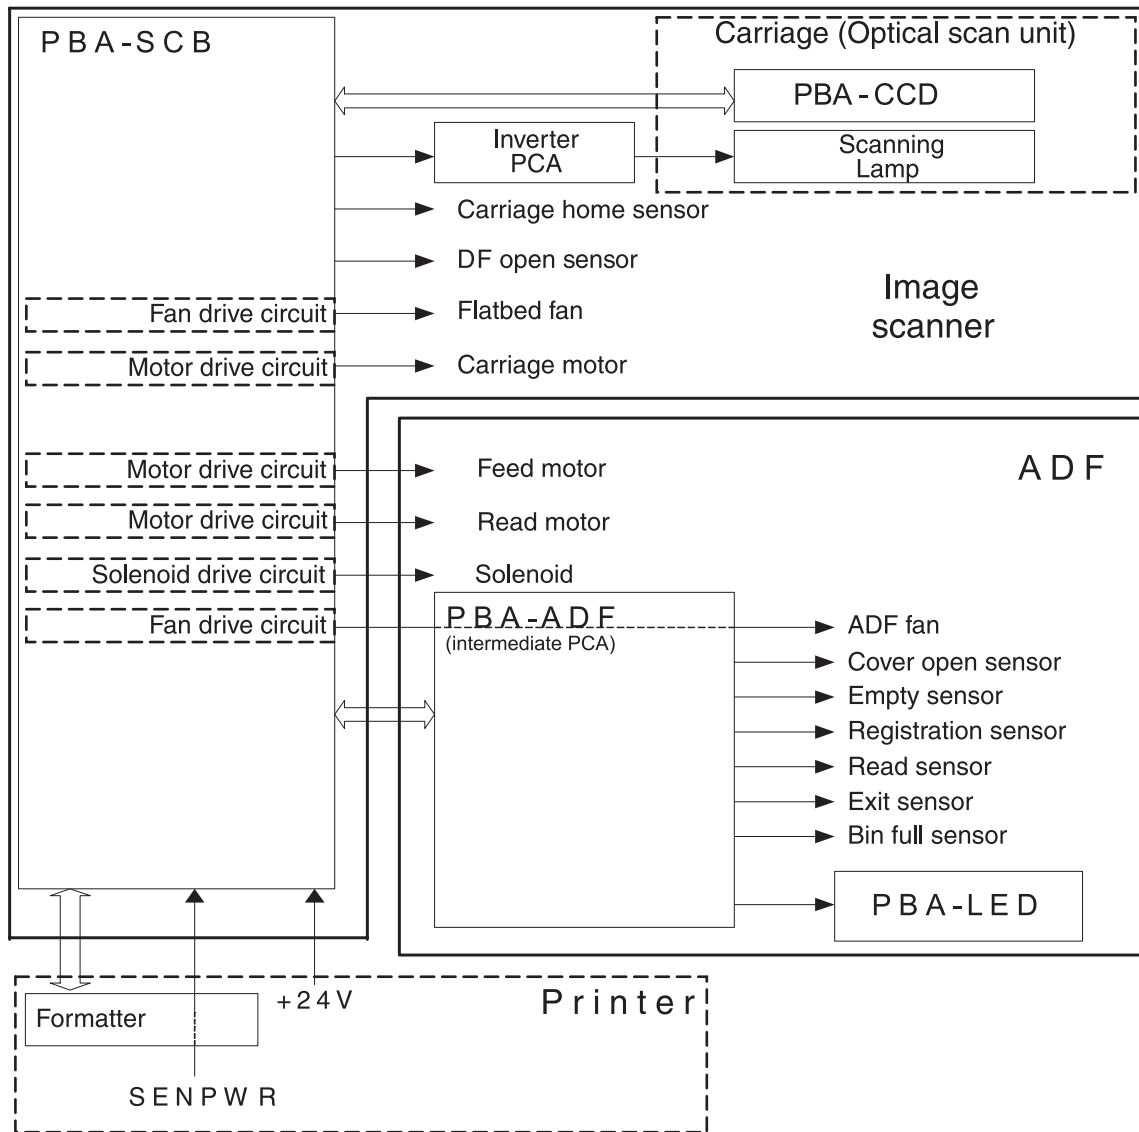 PBA-SCB
Carriage (Optical scan unit)
PBA-CCD
Inverter
PCA
Scanning
Lamp
Carriage home sensor
DF open sensor
Fan drive circuit
Flatbed fan
Image
scanner
Motor drive circuit
Carriage motor
Motor drive circuit
Feed motor
ADF
Motor drive circuit
Read motor
Solenoid drive circuit
Solenoid
Fan drive circuit
PBA-ADF
(intermediate PCA)
ADF fan
Cover open sensor
Empty sensor
Registration sensor
Read sensor
Exit sensor
Bin full sensor
PBA-LED
+24V
Printer
Formatter
SENPWR